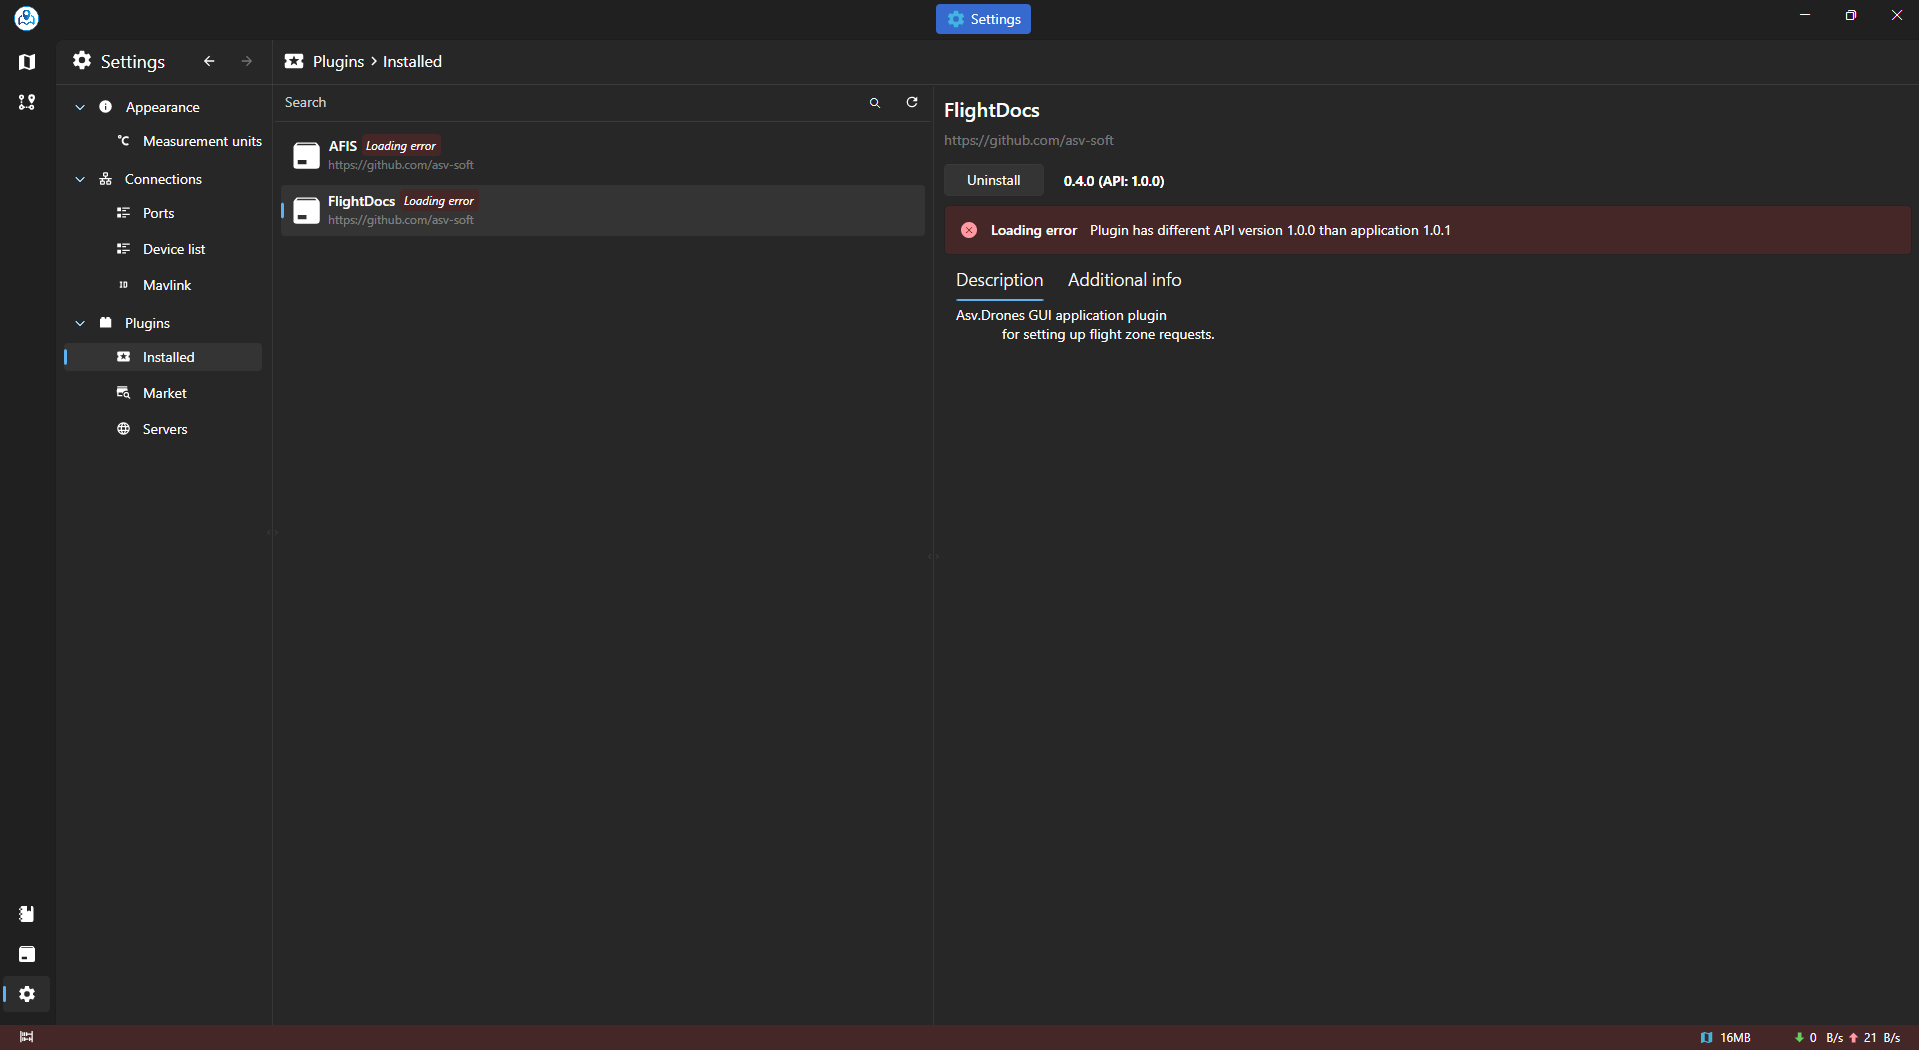 Settings
Settings
Plugins > Installed
Appearance
°C Measurement units
Connections
Ports
Device list
ID Mavlink
Plugins
Installed
Market
Servers
Search
AFIS Loading error
https://github.com/asv-soft
FlightDocs Loading error
https://github.com/asv-soft
FlightDocs
https://github.com/asv-soft
Uninstall 0.4.0 (API: 1.0.0)
Loading error Plugin has different API version 1.0.0 than application 1.0.1
Description Additional info
Asv.Drones GUI application plugin
for setting up flight zone requests.
16MB 0 B/s 21 B/s